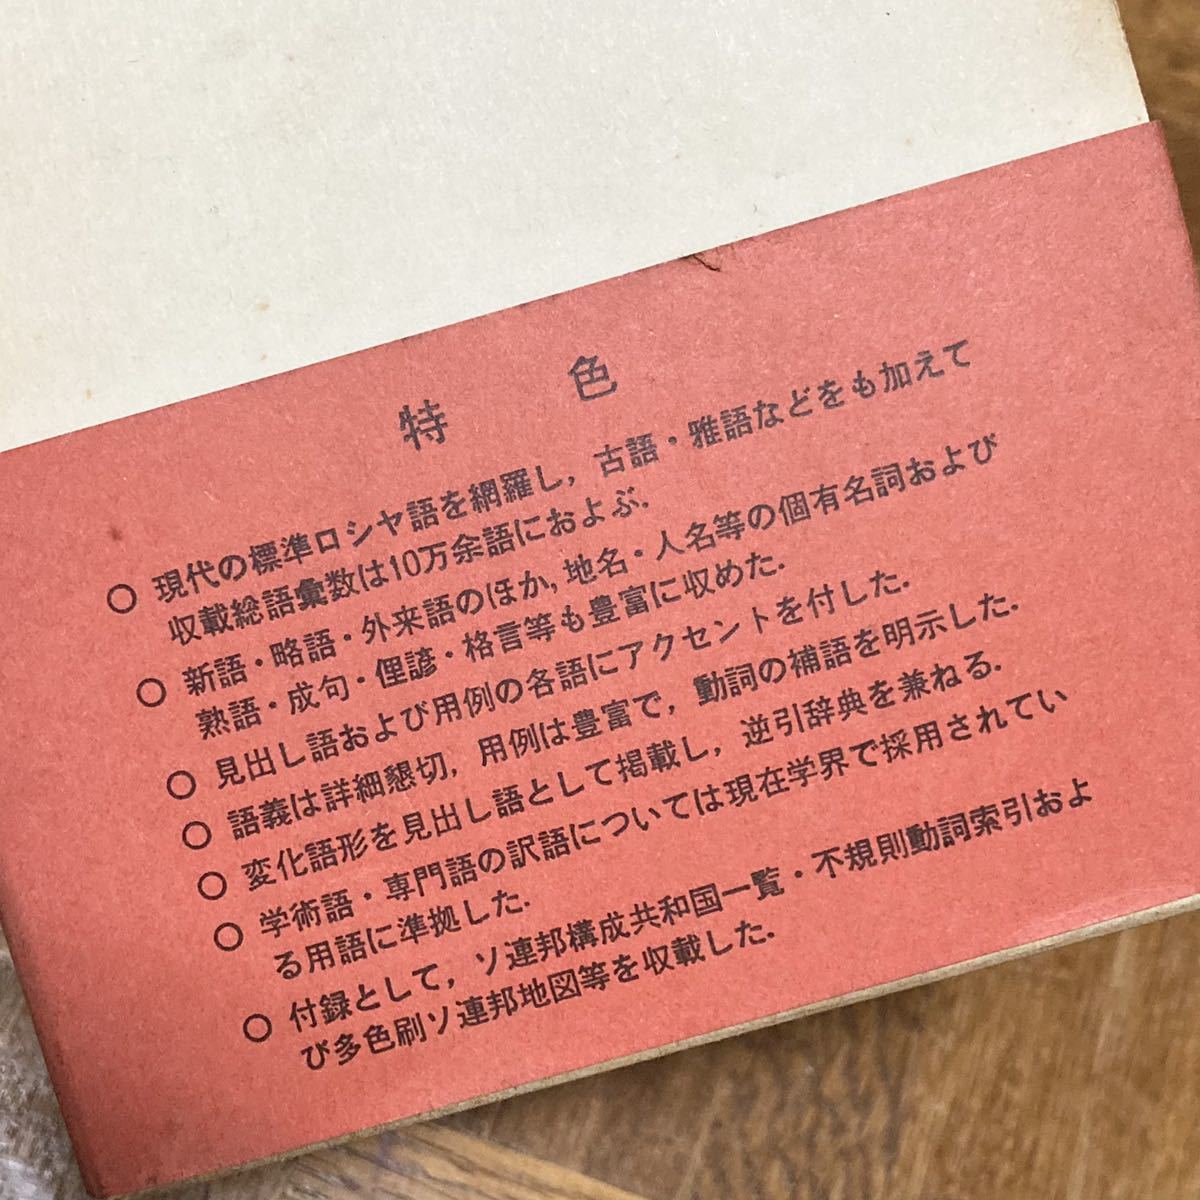 特色
○ 現代の標準ロシヤ語を網羅し，古語・雅語などをも加えて
収載総語彙数は10万余語におよぶ.
○ 新語・略語・外来語のほか, 地名・人名等の個有名詞および
熟語・成句・俚諺・格言等も豊富に収めた.
○ 見出し語および用例の各語にアクセントを付した.
○ 語義は詳細懇切，用例は豊富で，動詞の補語を明示した.
○ 変化語形を見出し語として掲載し，逆引辞典を兼ねる.
○ 学術語・専門語の訳語については現在学界で採用されてい
る用語に準拠した.
○ 付録として，ソ連邦構成共和国一覧・不規則動詞索引およ
び多色刷ソ連邦地図等を収載した.